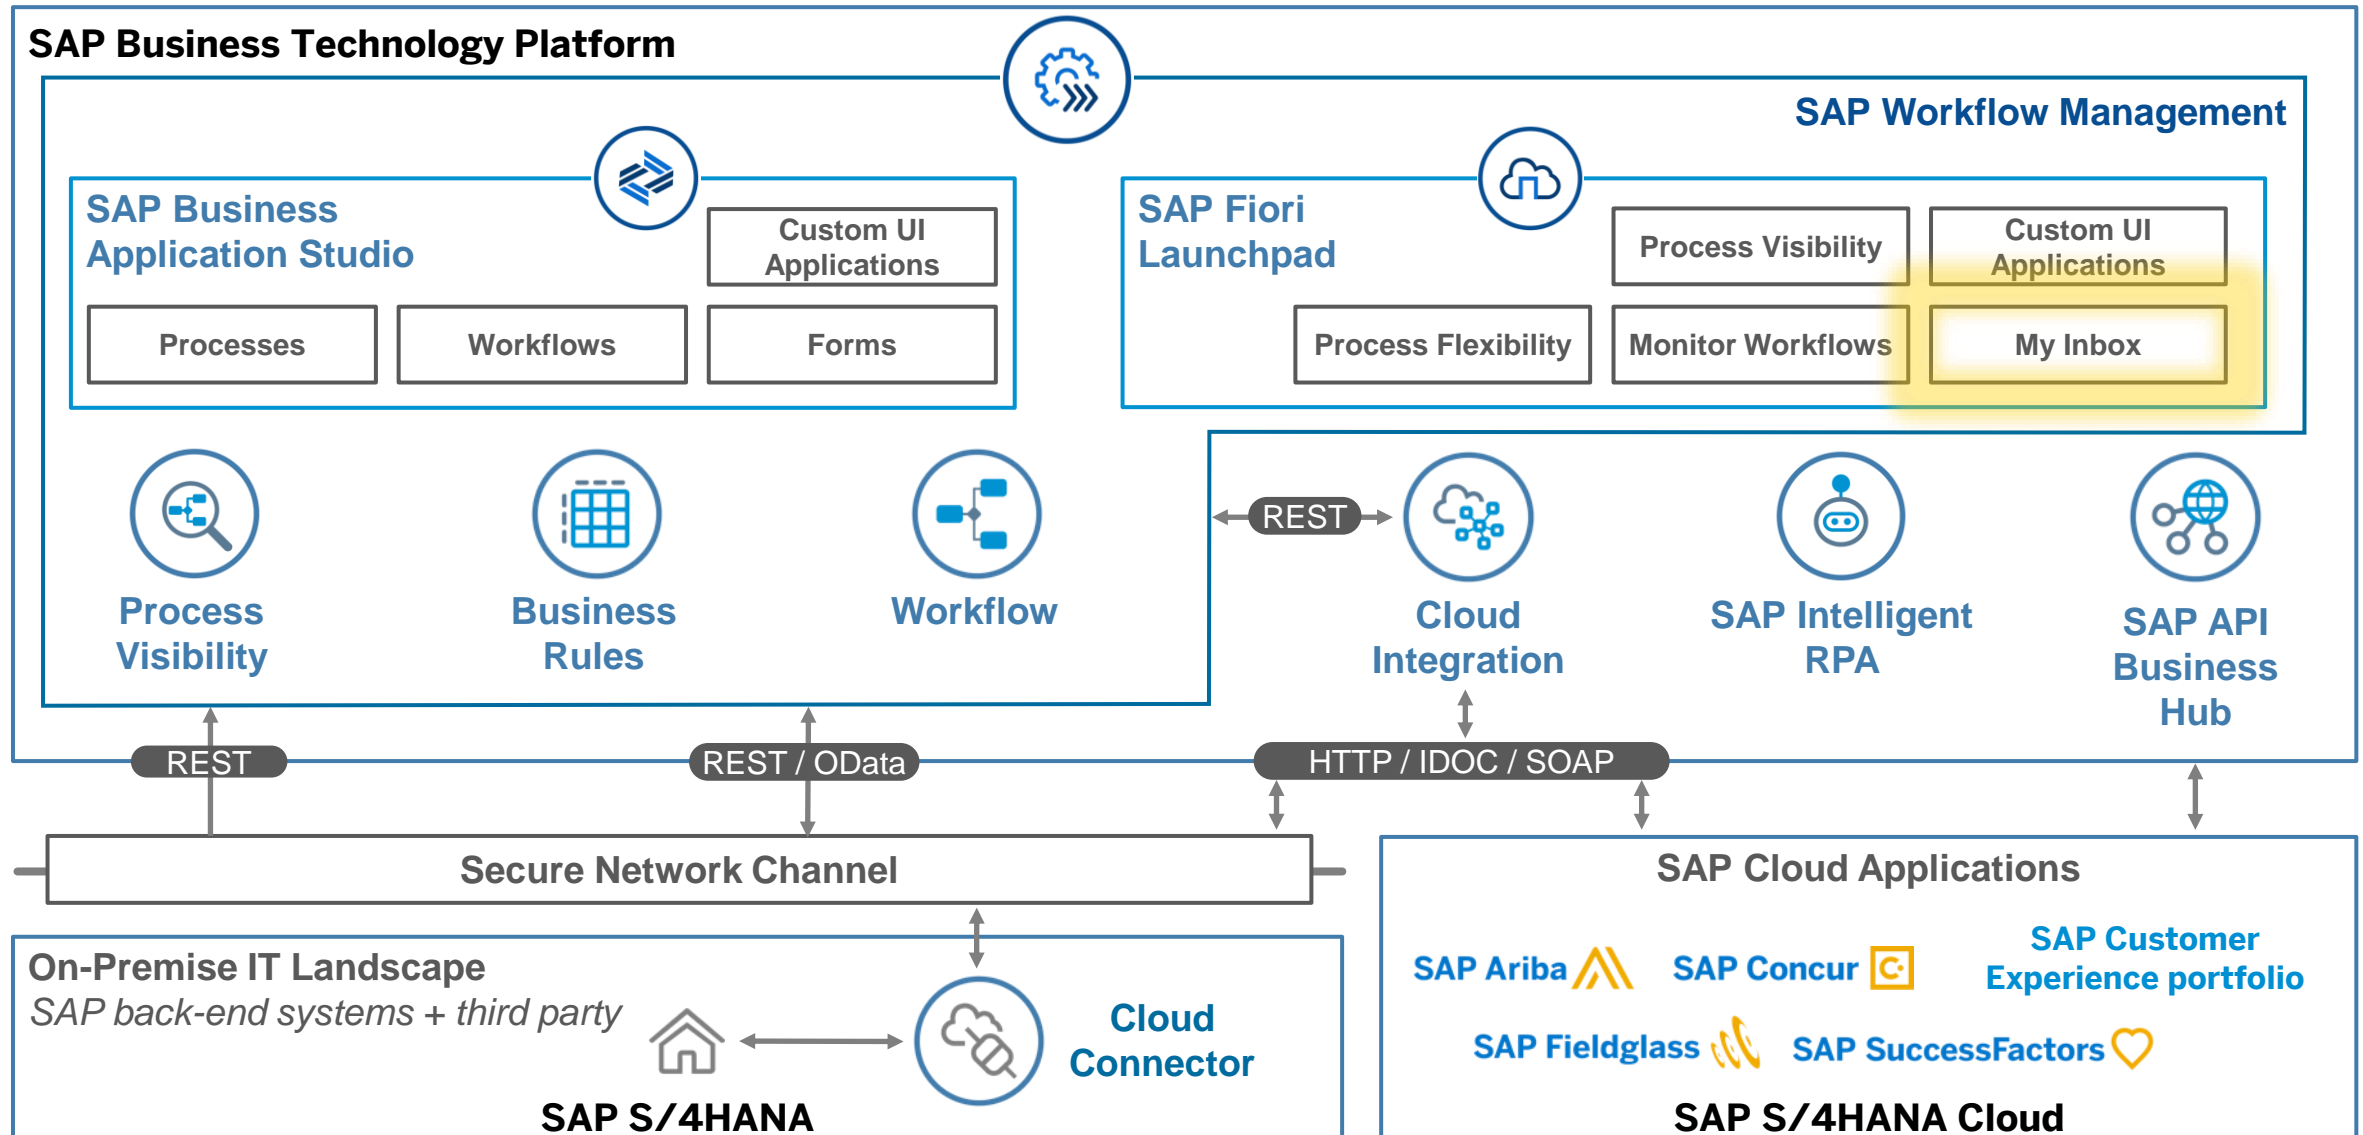 SAP Business Technology Platform
SAP Workflow Management
SAP Business
Application Studio
Custom UI
Applications
Processes
Workflows
Forms
SAP Fiori
Launchpad
Process Visibility
Custom UI
Applications
Process Flexibility
Monitor Workflows
My Inbox
Process
Visibility
Business
Rules
Workflow
REST
Cloud
Integration
SAP Intelligent
RPA
SAP API
Business
Hub
REST
REST / OData
HTTP / IDOC / SOAP
Secure Network Channel
On-Premise IT Landscape
SAP back-end systems + third party
Cloud
Connector
SAP S/4HANA
SAP Cloud Applications
SAP Ariba
SAP Concur
SAP Customer
Experience portfolio
SAP Fieldglass
SAP SuccessFactors
SAP S/4HANA Cloud